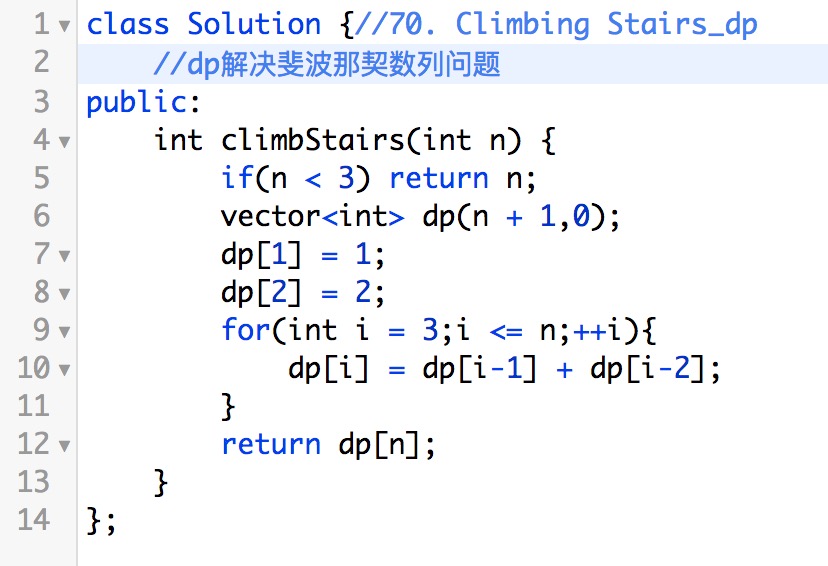 1 class Solution {//70. Climbing Stairs_dp
2     //dp解决斐波那契数列问题
3 public:
4     int climbStairs(int n) {
5         if(n < 3) return n;
6         vector<int> dp(n + 1,0);
7         dp[1] = 1;
8         dp[2] = 2;
9         for(int i = 3;i <= n;++i){
10             dp[i] = dp[i-1] + dp[i-2];
11         }
12         return dp[n];
13     }
14 };